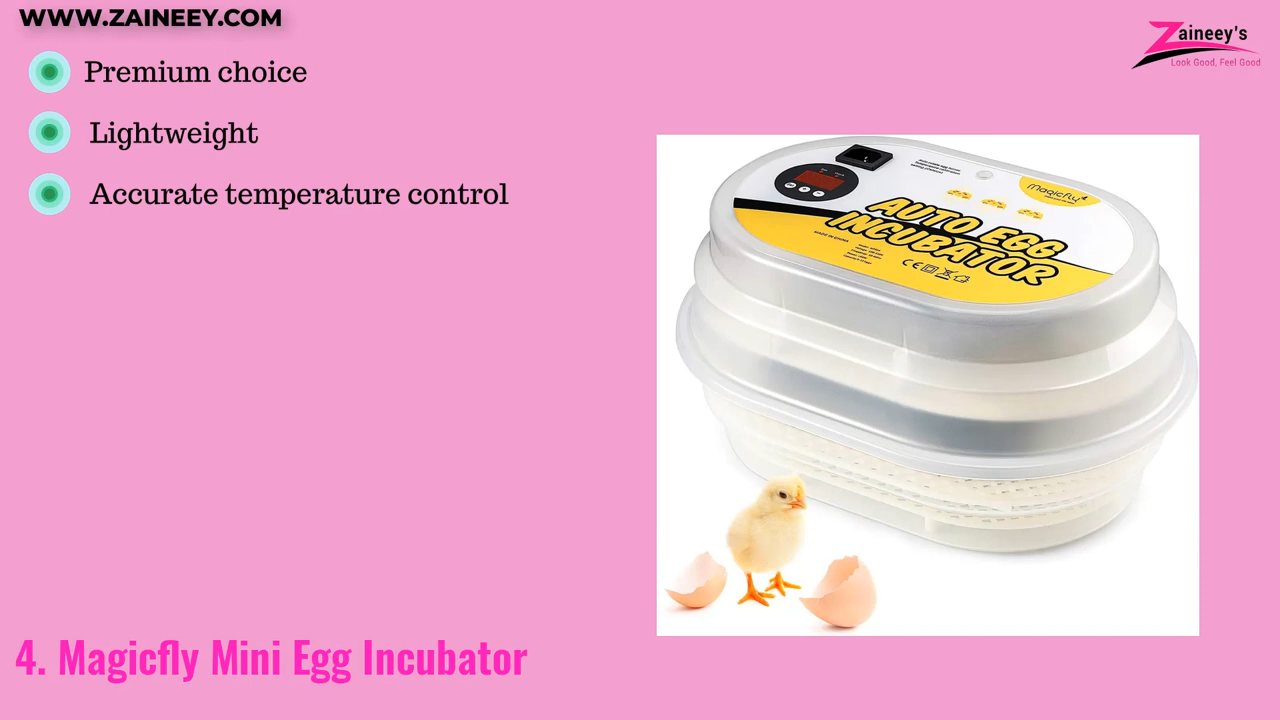 WWW.ZAINEEY.COM
Zaineey's
Look Good, Feel Good
Premium choice
Lightweight
Accurate temperature control
Magicfly
AUTO EGG
INCUBATOR
MADE IN CHINA
4. Magicfly Mini Egg Incubator